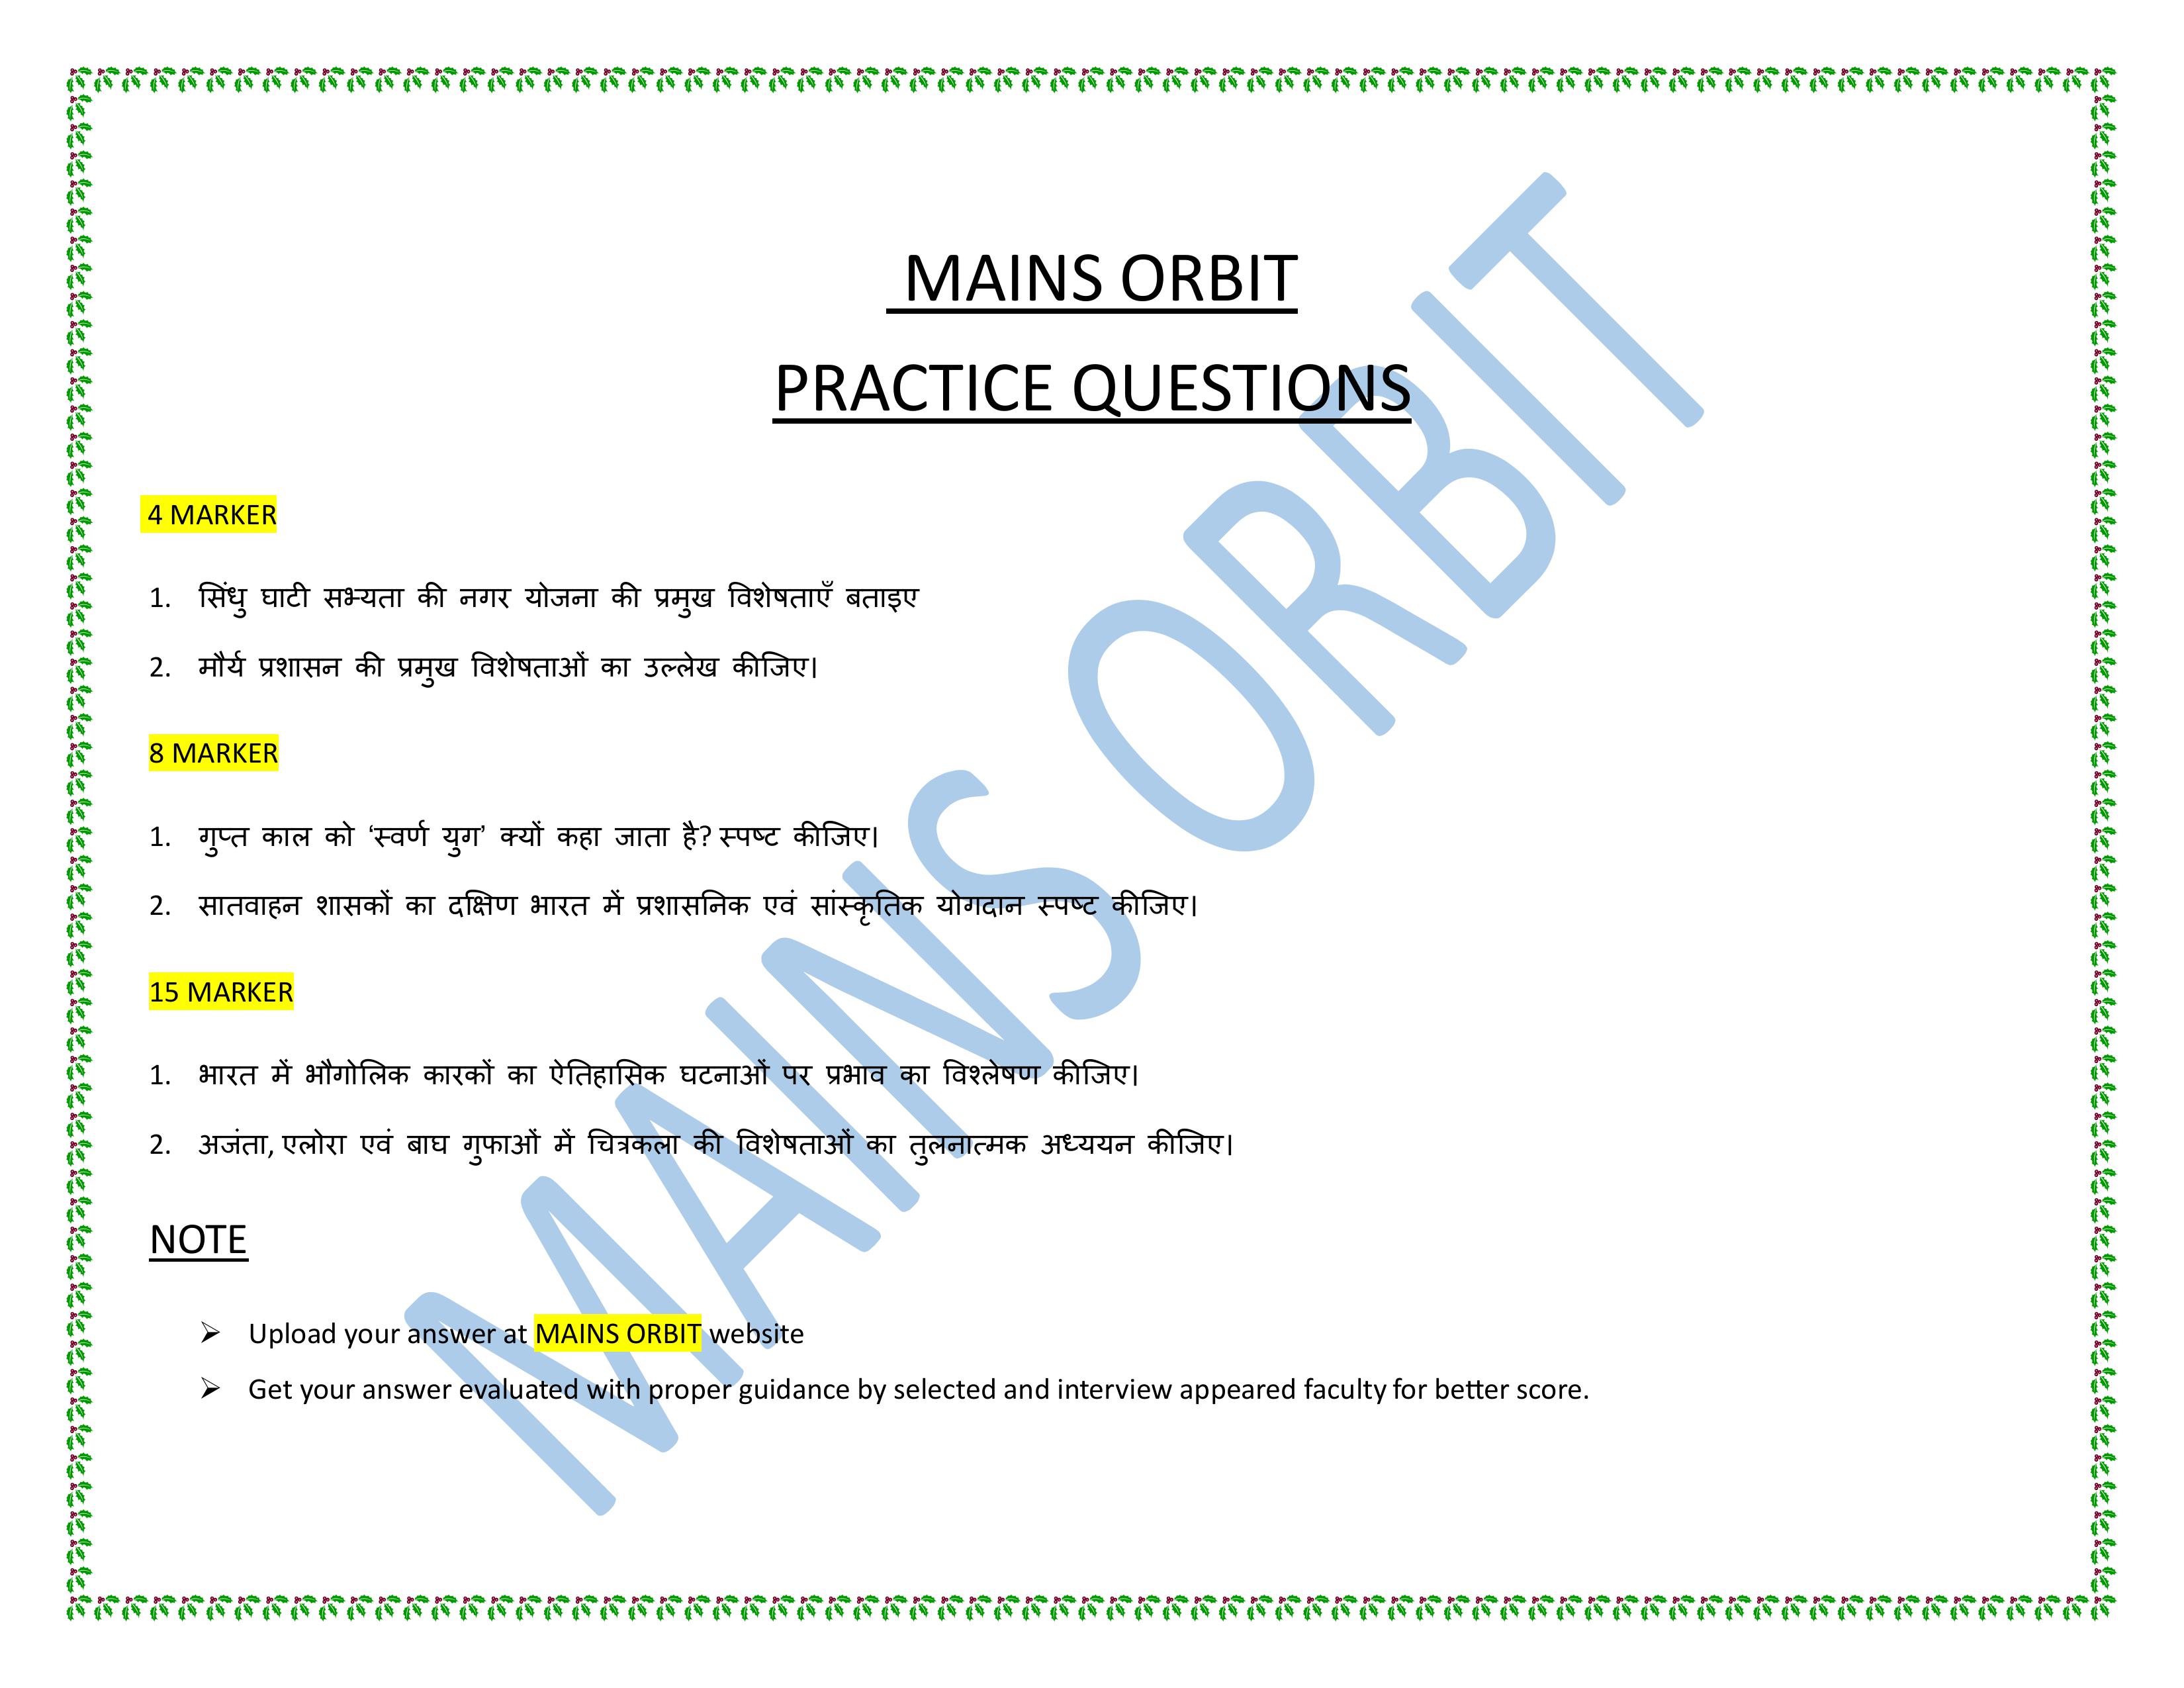 MAINS ORBIT
PRACTICE QUESTIONS
4 MARKER
1. सिंधु घाटी सभ्यता की नगर योजना की प्रमुख विशेषताएँ बताइए
2. मौर्य प्रशासन की प्रमुख विशेषताओं का उल्लेख कीजिए।
8 MARKER
1. गुप्त काल को ‘स्वर्ण युग’ क्यों कहा जाता है? स्पष्ट कीजिए।
2. सातवाहन शासकों का दक्षिण भारत में प्रशासनिक एवं सांस्कृतिक योगदान स्पष्ट कीजिए।
15 MARKER
1. भारत में भौगोलिक कारकों का ऐतिहासिक घटनाओं पर प्रभाव का विश्लेषण कीजिए।
2. अजंता, एलोरा एवं बाघ गुफाओं में चित्रकला की विशेषताओं का तुलनात्मक अध्ययन कीजिए।
NOTE
➢ Upload your answer at MAINS ORBIT website
➢ Get your answer evaluated with proper guidance by selected and interview appeared faculty for better score.
MAINS ORBIT